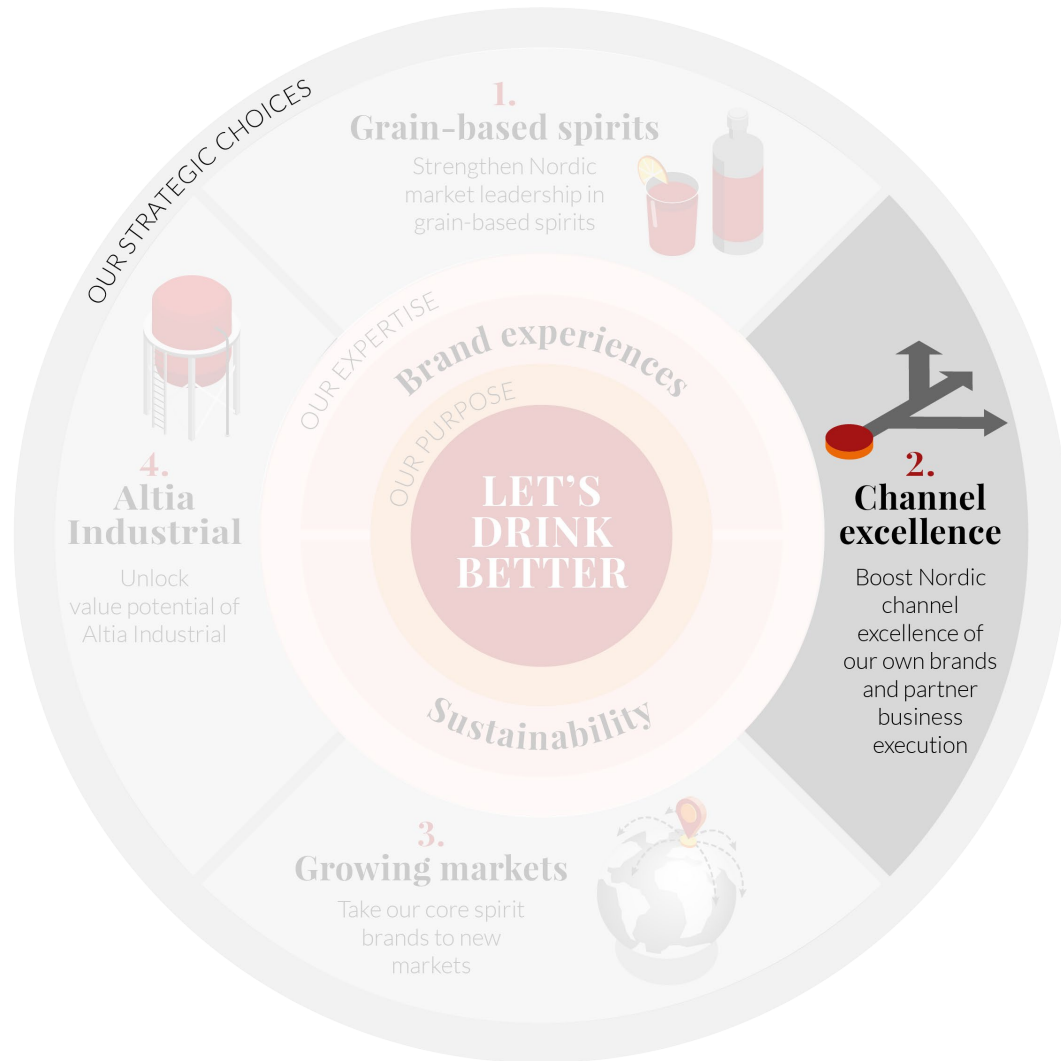 OUR STRATEGIC CHOICES
1.
Grain-based spirits
Strengthen Nordic
market leadership in
grain-based spirits
2.
Channel
excellence
Boost Nordic
channel
excellence of
our own brands
and partner
business
execution
3.
Growing markets
Take our core spirit
brands to new
markets
4.
Altia
Industrial
Unlock
value potential of
Altia Industrial
OUR EXPERTISE
Brand experiences
Sustainability
OUR PURPOSE
LET’S
DRINK
BETTER